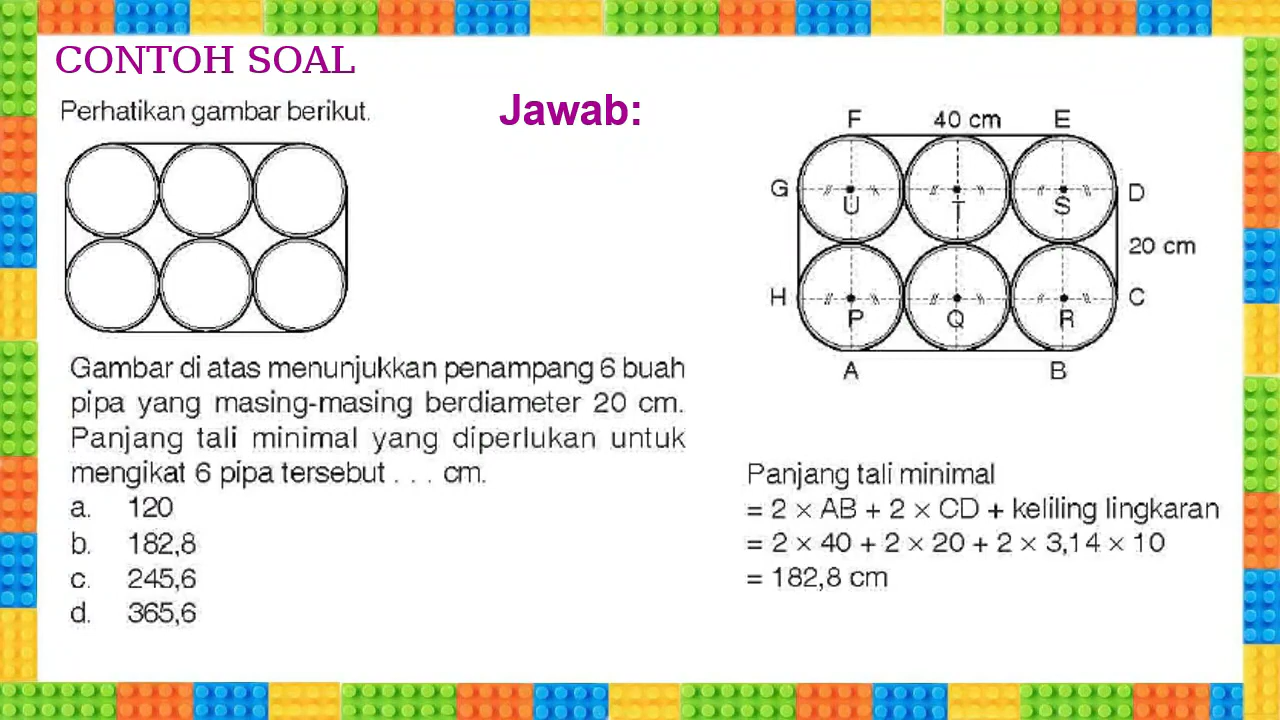 CONTOH SOAL
Perhatikan gambar berikut.
Gambar di atas menunjukkan penampang 6 buah
pipa yang masing-masing berdiameter 20 cm.
Panjang tali minimal yang diperlukan untuk
mengikat 6 pipa tersebut . . . cm.
a. 120
b. 182,8
c. 245,6
d. 365,6
Jawab:
F 40 cm E
G U T S D
20 cm
H P Q R C
A B
Panjang tali minimal
= 2 × AB + 2 × CD + keliling lingkaran
= 2 × 40 + 2 × 20 + 2 × 3,14 × 10
= 182,8 cm